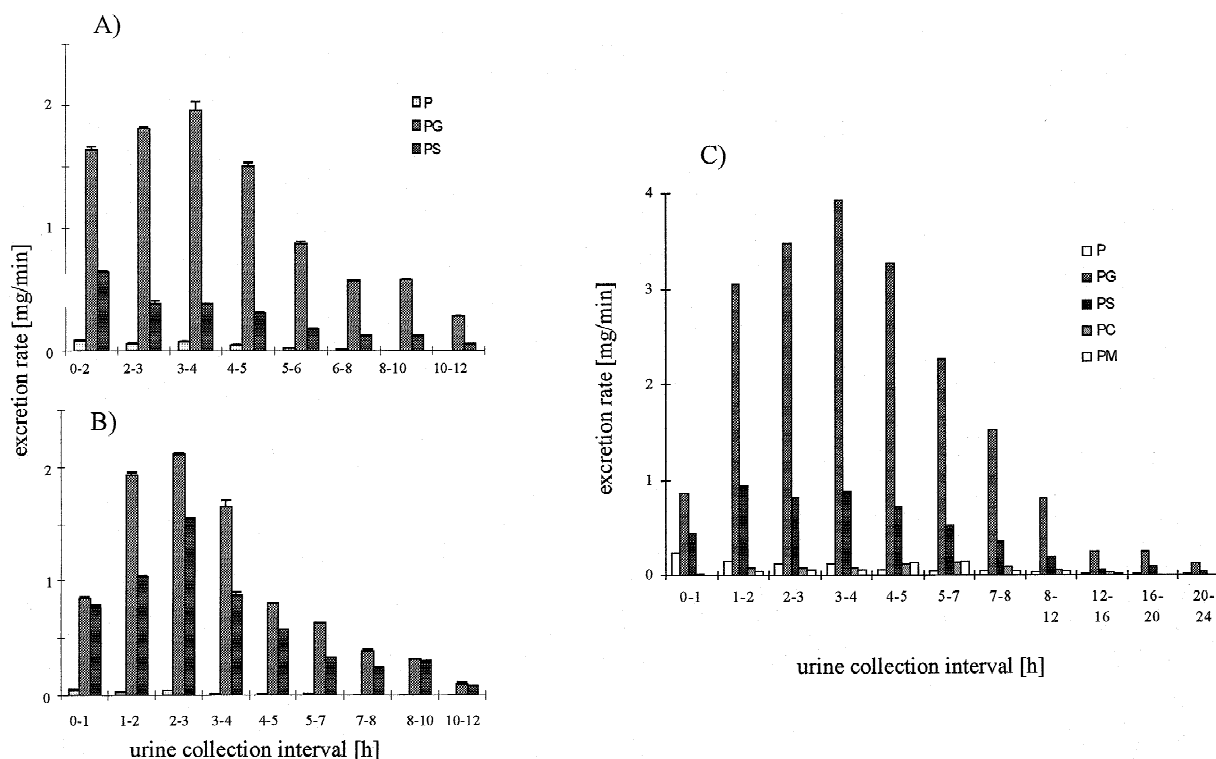 A)
2
1
0
P
PG
PS
0-2 2-3 3-4 4-5 5-6 6-8 8-10 10-12
excretion rate [mg/min]
B)
2
1
0
0-1 1-2 2-3 3-4 4-5 5-7 7-8 8-10 10-12
urine collection interval [h]
C)
4
3
2
1
0
excretion rate [mg/min]
P
PG
PS
PC
PM
0-1 1-2 2-3 3-4 4-5 5-7 7-8 8- 12- 16- 20-
12 16 20 24
urine collection interval [h]